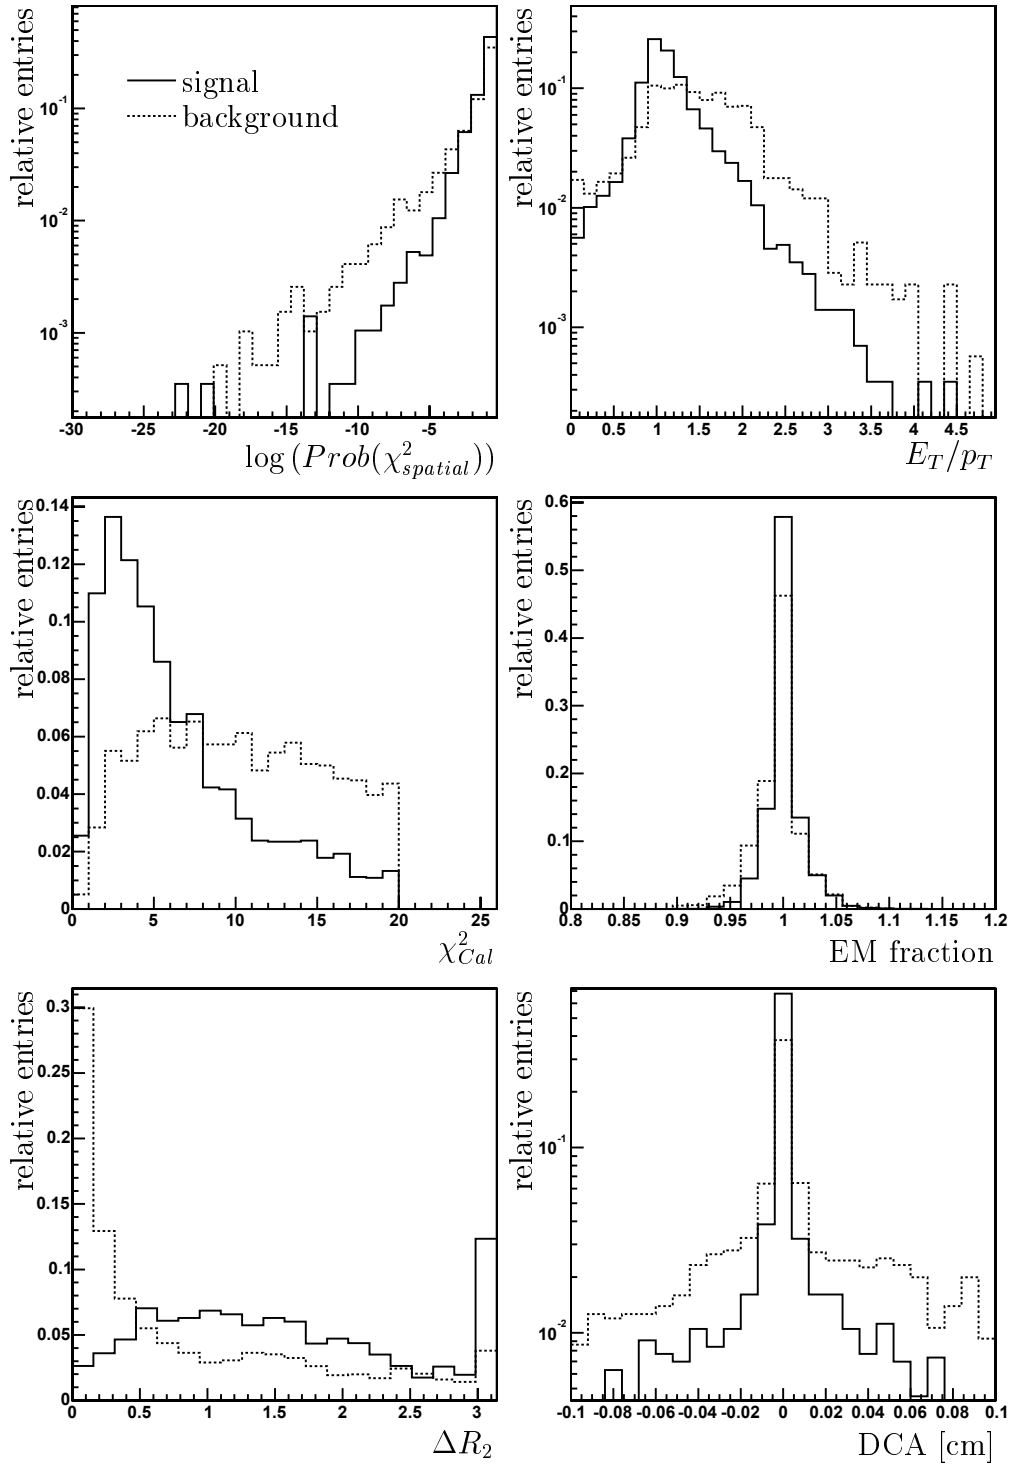 relative entries
signal
background
10⁻¹
10⁻²
10⁻³
-30 -25 -20 -15 -10 -5
log (Prob(χ²spatial))
relative entries
10⁻¹
10⁻²
10⁻³
0 0.5 1 1.5 2 2.5 3 3.5 4 4.5
E_T/p_T
relative entries
0.14
0.12
0.1
0.08
0.06
0.04
0.02
0
0 5 10 15 20 25
χ²Cal
relative entries
0.6
0.5
0.4
0.3
0.2
0.1
0
0.8 0.85 0.9 0.95 1 1.05 1.1 1.15 1.2
EM fraction
relative entries
0.3
0.25
0.2
0.15
0.1
0.05
0
0 0.5 1 1.5 2 2.5 3
ΔR₂
relative entries
10⁻¹
10⁻²
-0.1 -0.08 -0.06 -0.04 -0.02 0 0.02 0.04 0.06 0.08 0.1
DCA [cm]